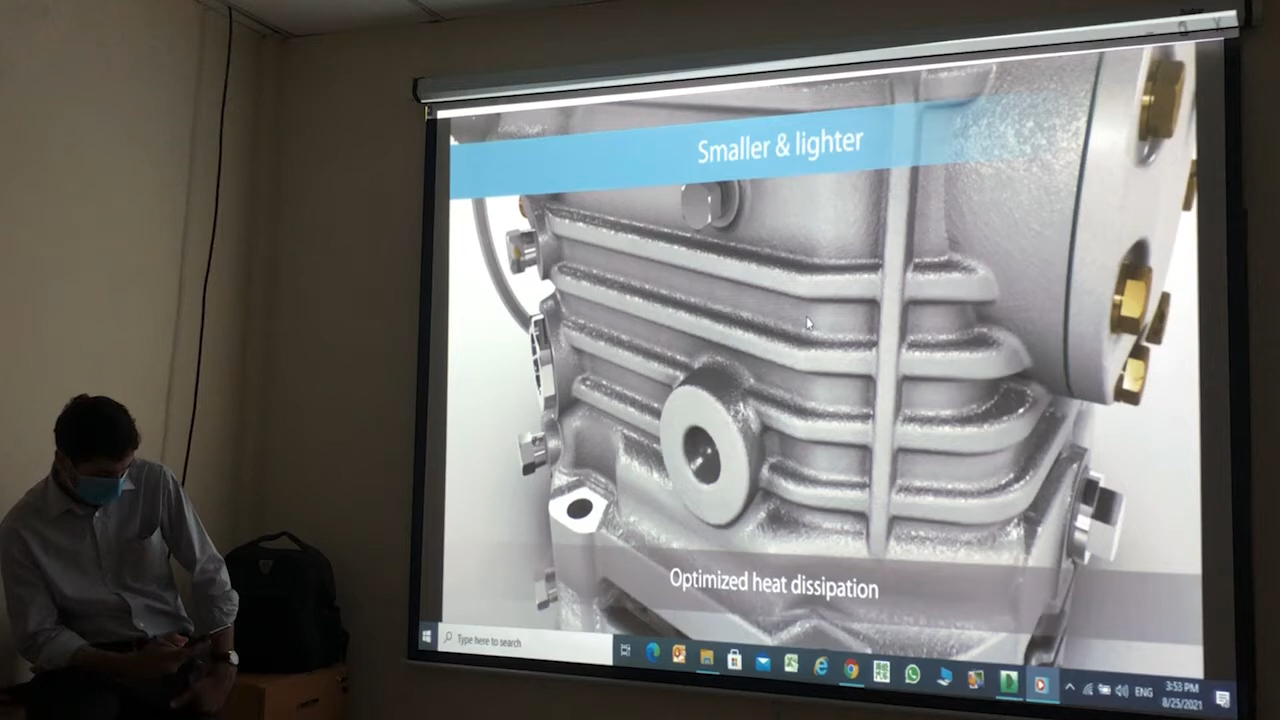 Smaller & lighter
Optimized heat dissipation
Type here to search
ENG
3:53 PM
8/25/2021